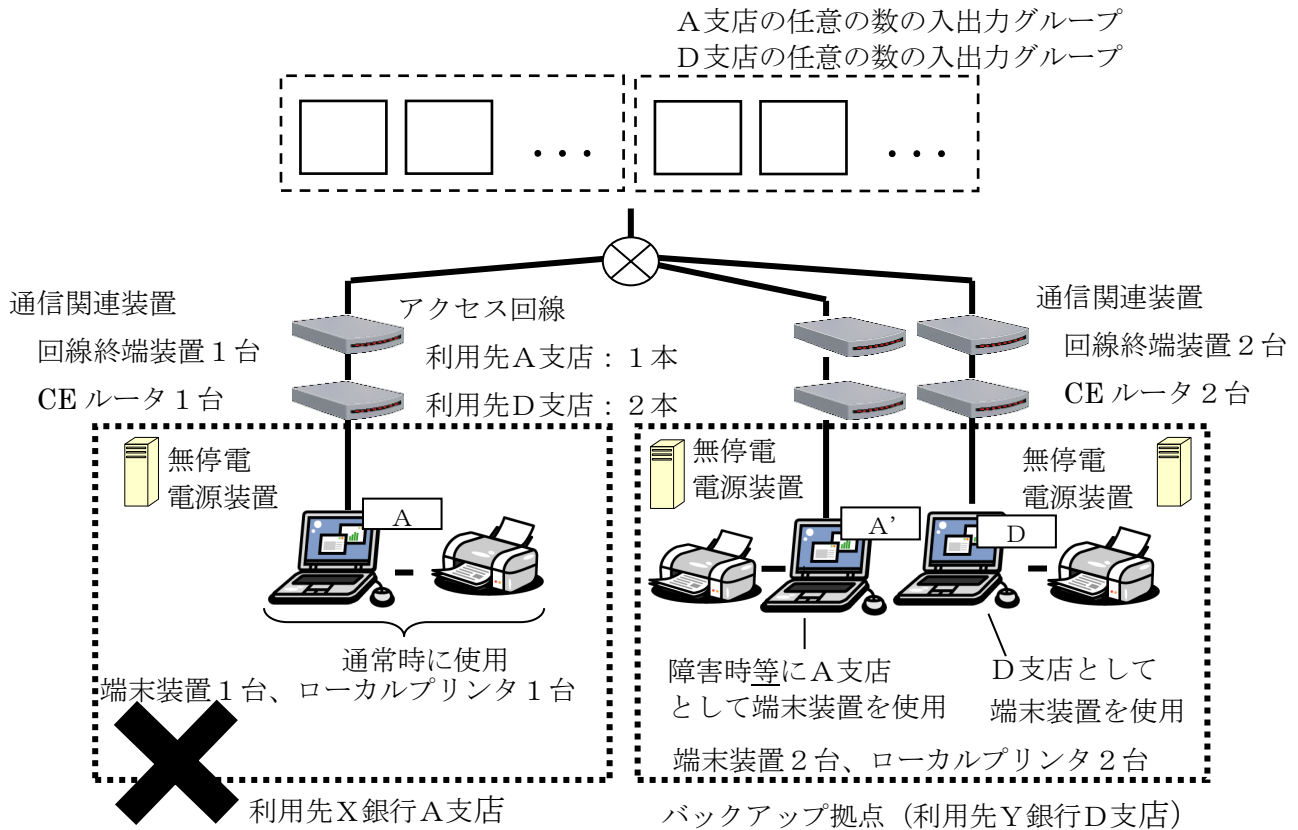 A支店の任意の数の入出力グループ
D支店の任意の数の入出力グループ
・・・
・・・
通信関連装置
回線終端装置1台
CE ルータ1台
アクセス回線
利用先A支店：1本
利用先D支店：2本
通信関連装置
回線終端装置2台
CE ルータ2台
無停電
電源装置
A
通常時に使用
端末装置1台、ローカルプリンタ1台
利用先X銀行A支店
無停電
電源装置
無停電
電源装置
A’
D
障害時等にA支店
として端末装置を使用
D支店として
端末装置を使用
端末装置2台、ローカルプリンタ2台
バックアップ拠点（利用先Y銀行D支店）